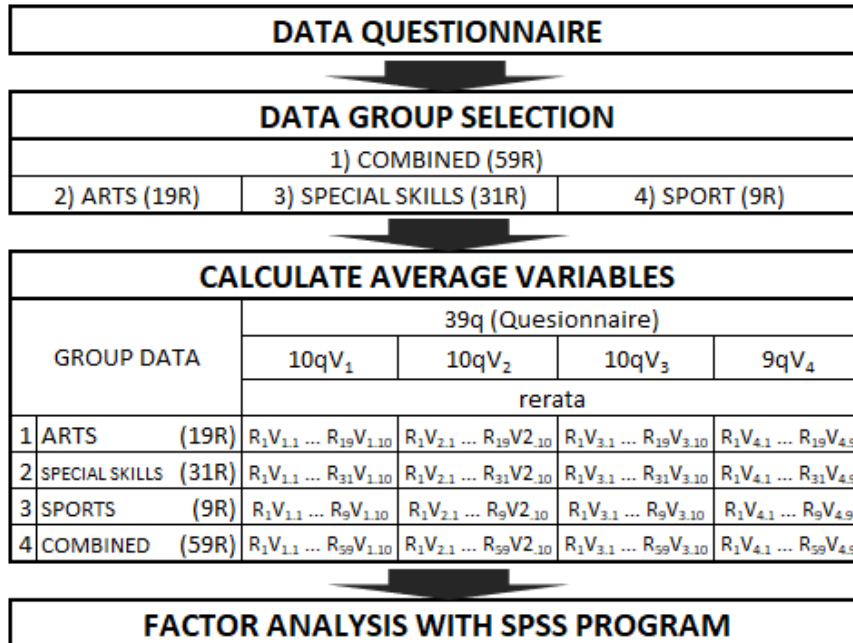 DATA QUESTIONNAIRE
DATA GROUP SELECTION
1) COMBINED (59R)
2) ARTS (19R) 3) SPECIAL SKILLS (31R) 4) SPORT (9R)
CALCULATE AVERAGE VARIABLES
GROUP DATA
39q (Quesionnaire)
10qV₁ 10qV₂ 10qV₃ 9qV₄
rerata
1 ARTS (19R) R₁V₁.₁ ... R₁₉V₁.₁₀ R₁V₂.₁ ... R₁₉V2.₁₀ R₁V₃.₁ ... R₁₉V₃.₁₀ R₁V₄.₁ ... R₁₉V₄.₉
2 SPECIAL SKILLS (31R) R₁V₁.₁ ... R₃₁V₁.₁₀ R₁V₂.₁ ... R₃₁V2.₁₀ R₁V₃.₁ ... R₃₁V₃.₁₀ R₁V₄.₁ ... R₃₁V₄.₉
3 SPORTS (9R) R₁V₁.₁ ... R₉V₁.₁₀ R₁V₂.₁ ... R₉V2.₁₀ R₁V₃.₁ ... R₉V₃.₁₀ R₁V₄.₁ ... R₉V₄.₉
4 COMBINED (59R) R₁V₁.₁ ... R₅₉V₁.₁₀ R₁V₂.₁ ... R₅₉V2.₁₀ R₁V₃.₁ ... R₅₉V₃.₁₀ R₁V₄.₁ ... R₅₉V₄.₉
FACTOR ANALYSIS WITH SPSS PROGRAM